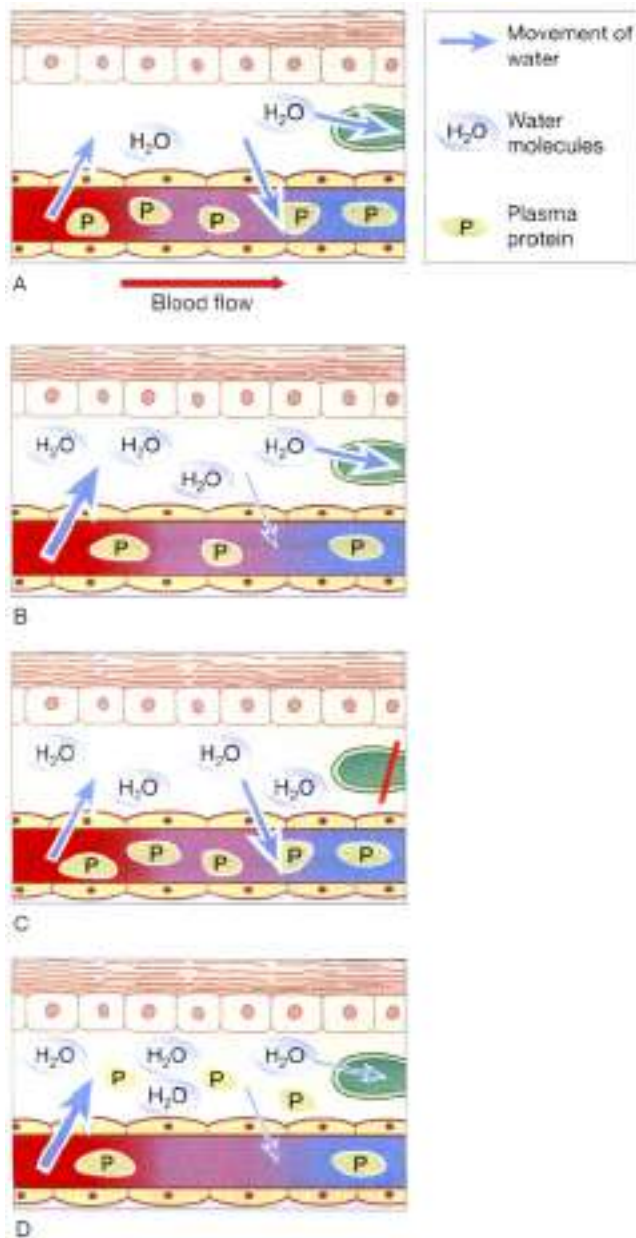 Movement of
water
H₂O
Water
molecules
P
Plasma
protein
H₂O
H₂O
P
P
P
P
P
A
Blood flow
H₂O
H₂O
H₂O
H₂O
P
P
P
B
H₂O
H₂O
H₂O
H₂O
P
P
P
P
P
C
H₂O
H₂O
H₂O
P
P
H₂O
P
P
P
D